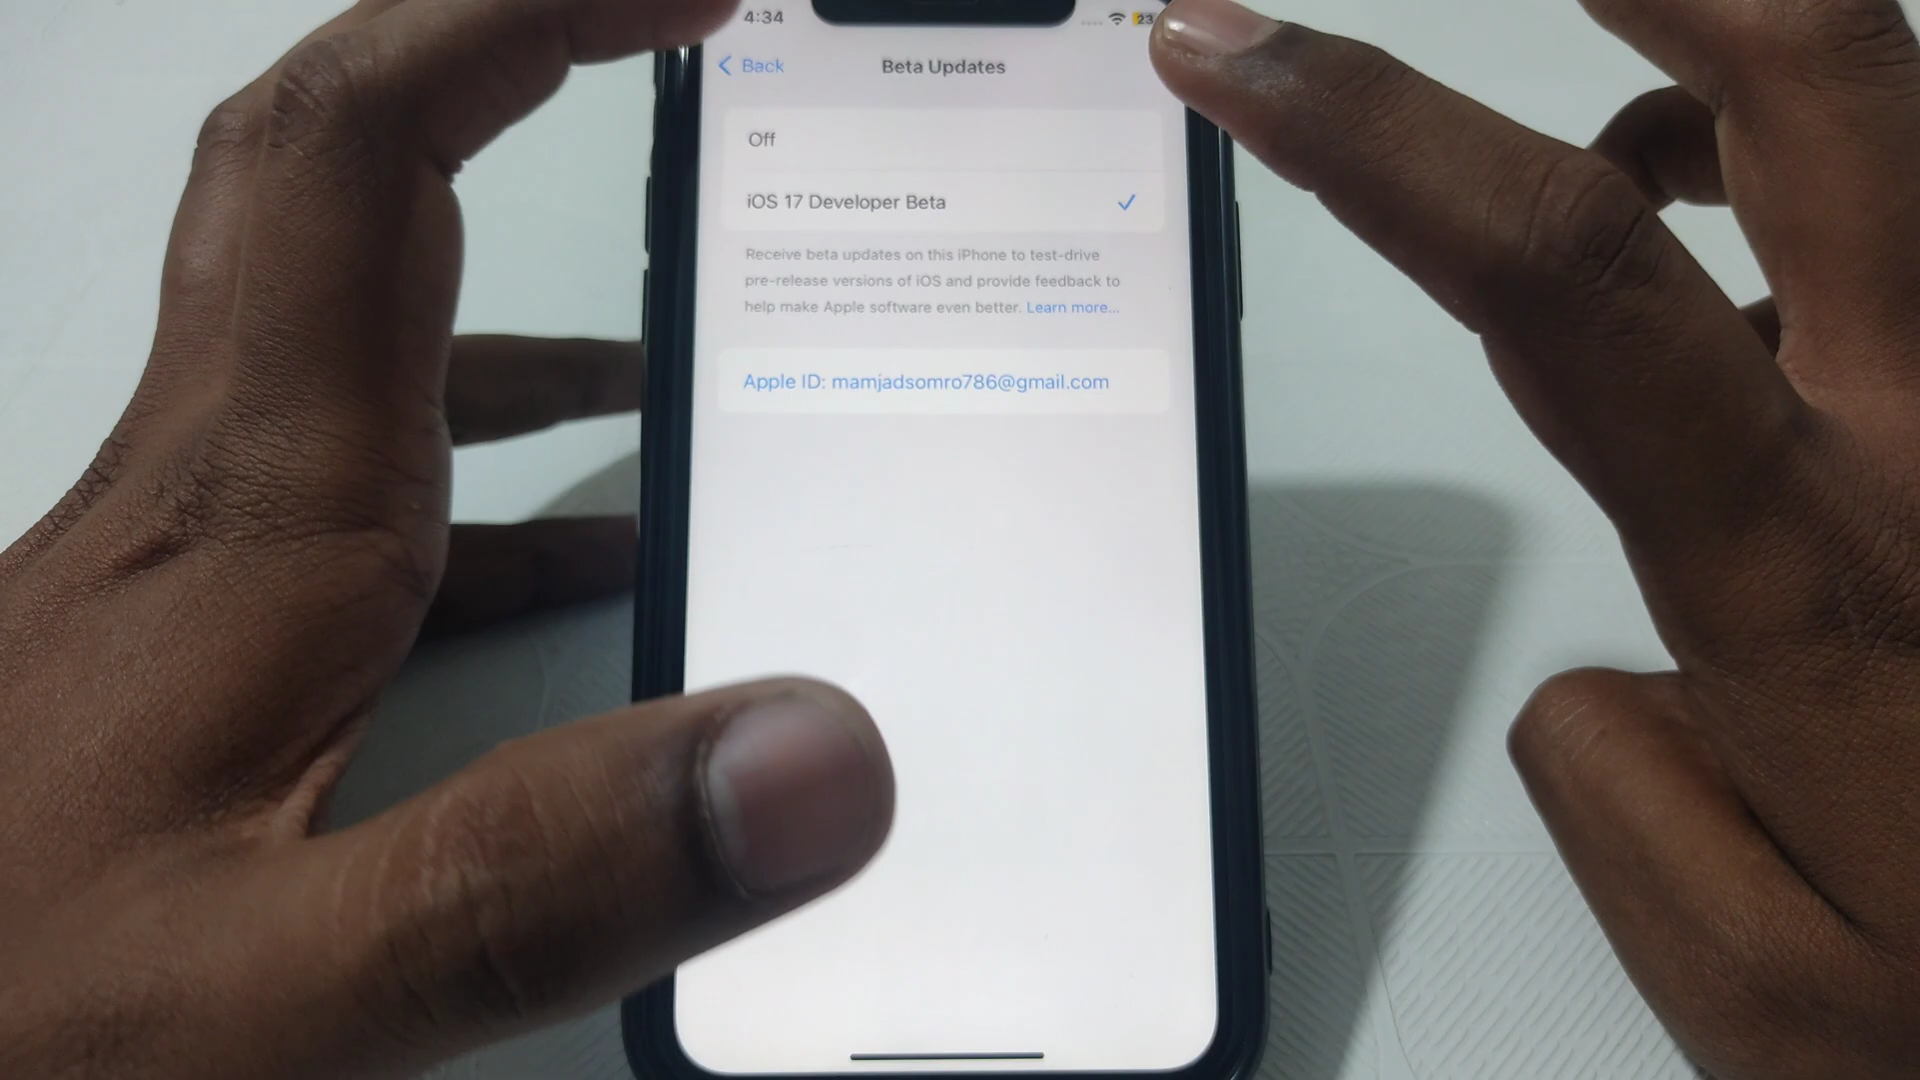 4:34
23
Back
Beta Updates
Off
iOS 17 Developer Beta
Receive beta updates on this iPhone to test-drive
pre-release versions of iOS and provide feedback to
help make Apple software even better. Learn more...
Apple ID: mamjadsomro786@gmail.com